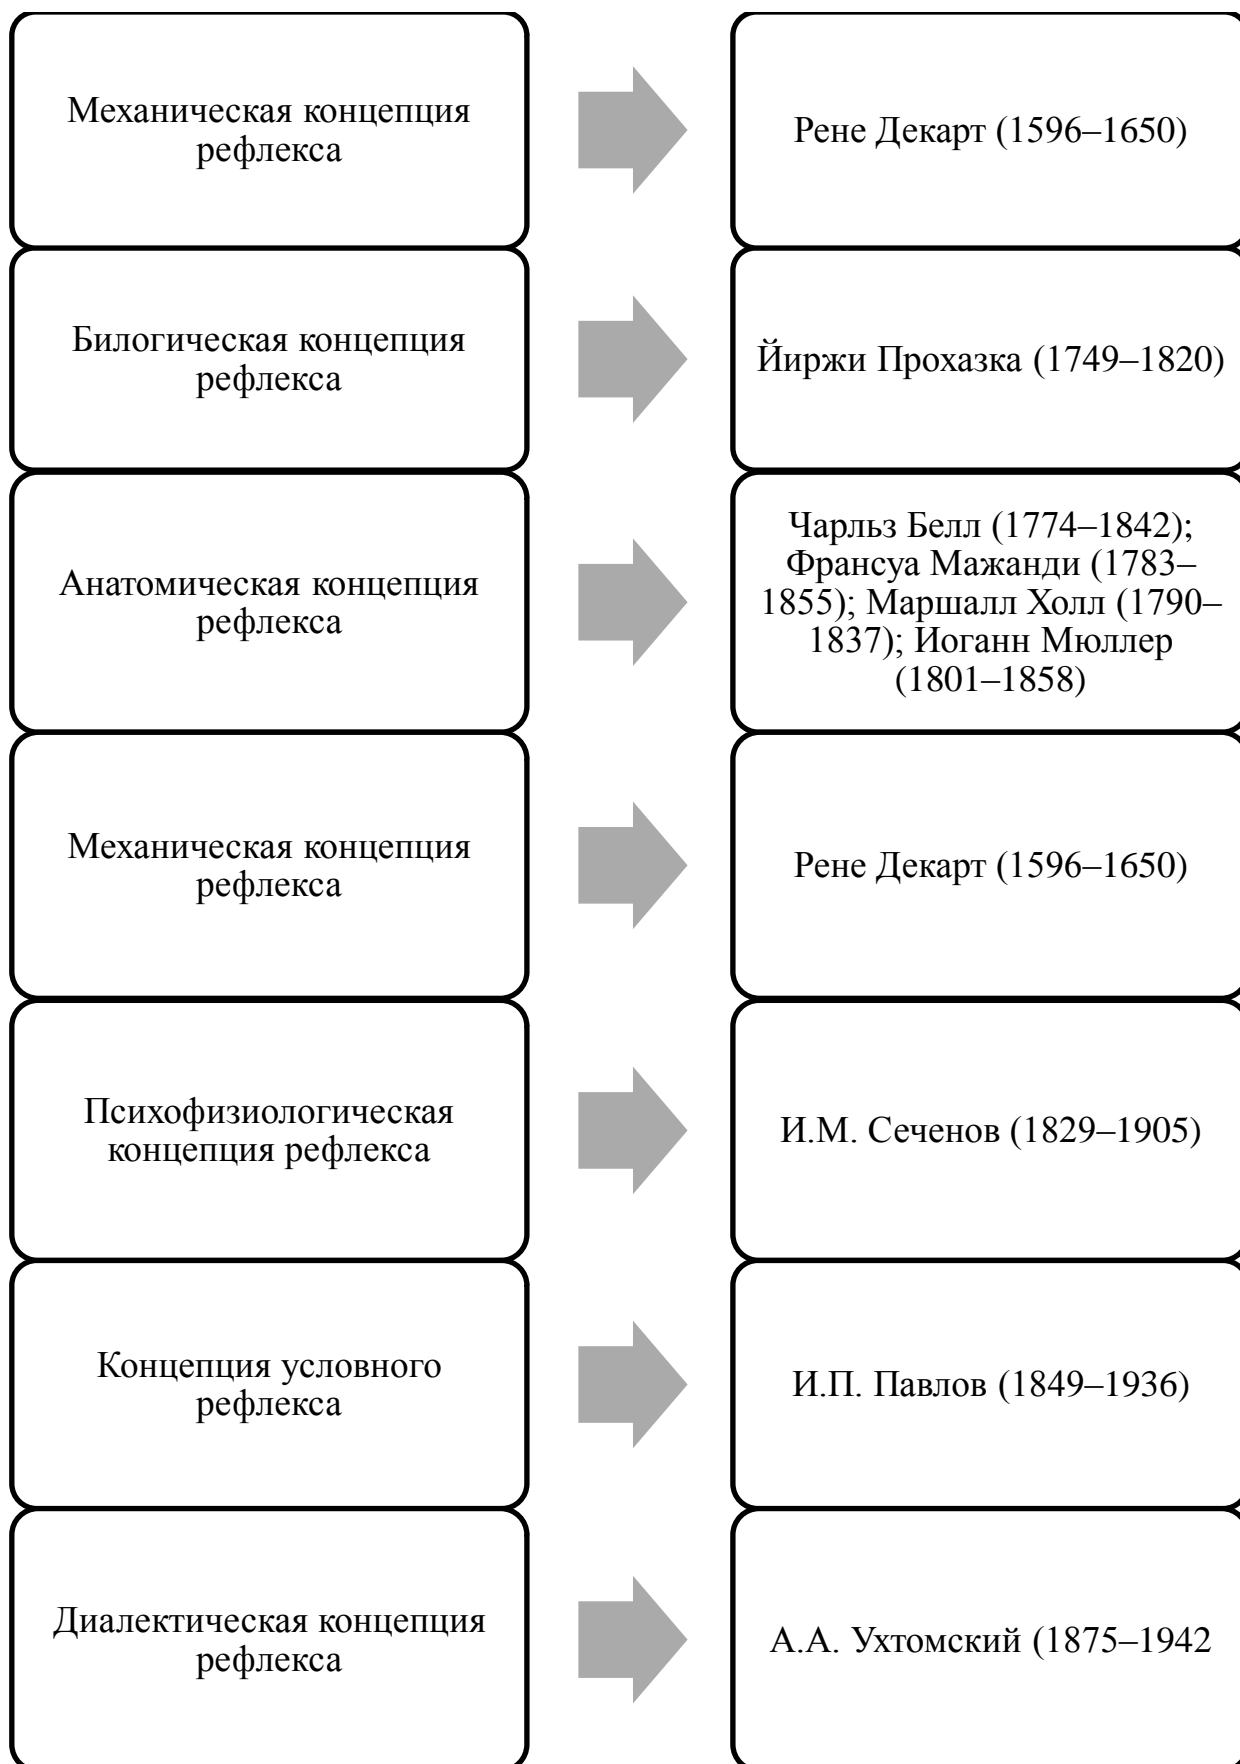 Механическая концепция
рефлекса
Рене Декарт (1596–1650)
Билогическая концепция
рефлекса
Йиржи Прохазка (1749–1820)
Анатомическая концепция
рефлекса
Чарльз Белл (1774–1842);
Франсуа Мажанди (1783–
1855); Маршалл Холл (1790–
1837); Иоганн Мюллер
(1801–1858)
Механическая концепция
рефлекса
Рене Декарт (1596–1650)
Психофизиологическая
концепция рефлекса
И.М. Сеченов (1829–1905)
Концепция условного
рефлекса
И.П. Павлов (1849–1936)
Диалектическая концепция
рефлекса
А.А. Ухтомский (1875–1942